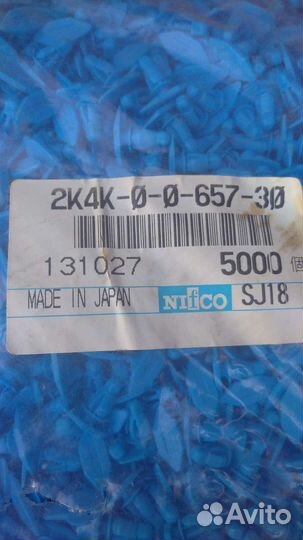 2K4K-0-0-657-30
131027 5000 個
MADE IN JAPAN NIfCO SJ18
Avito